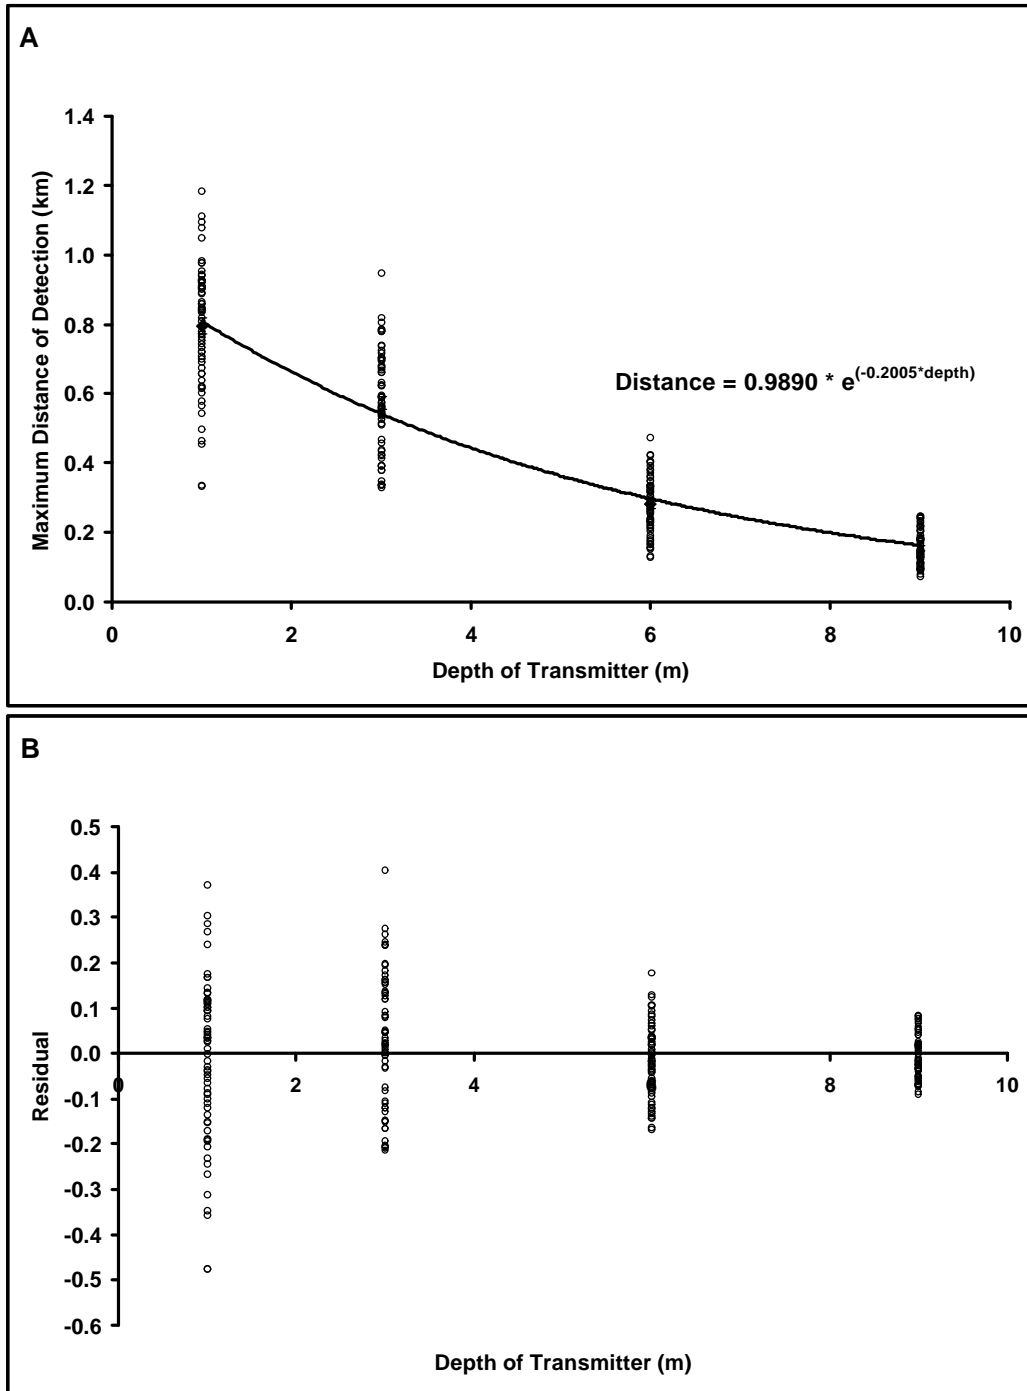 A
1.4
1.2
1.0
0.8
0.6
0.4
0.2
0.0
Maximum Distance of Detection (km)
Distance = 0.9890 * e(-0.2005*depth)
0 2 4 6 8 10
Depth of Transmitter (m)
B
0.5
0.4
0.3
0.2
0.1
0.0
-0.1
-0.2
-0.3
-0.4
-0.5
-0.6
Residual
0 2 4 6 8 10
Depth of Transmitter (m)